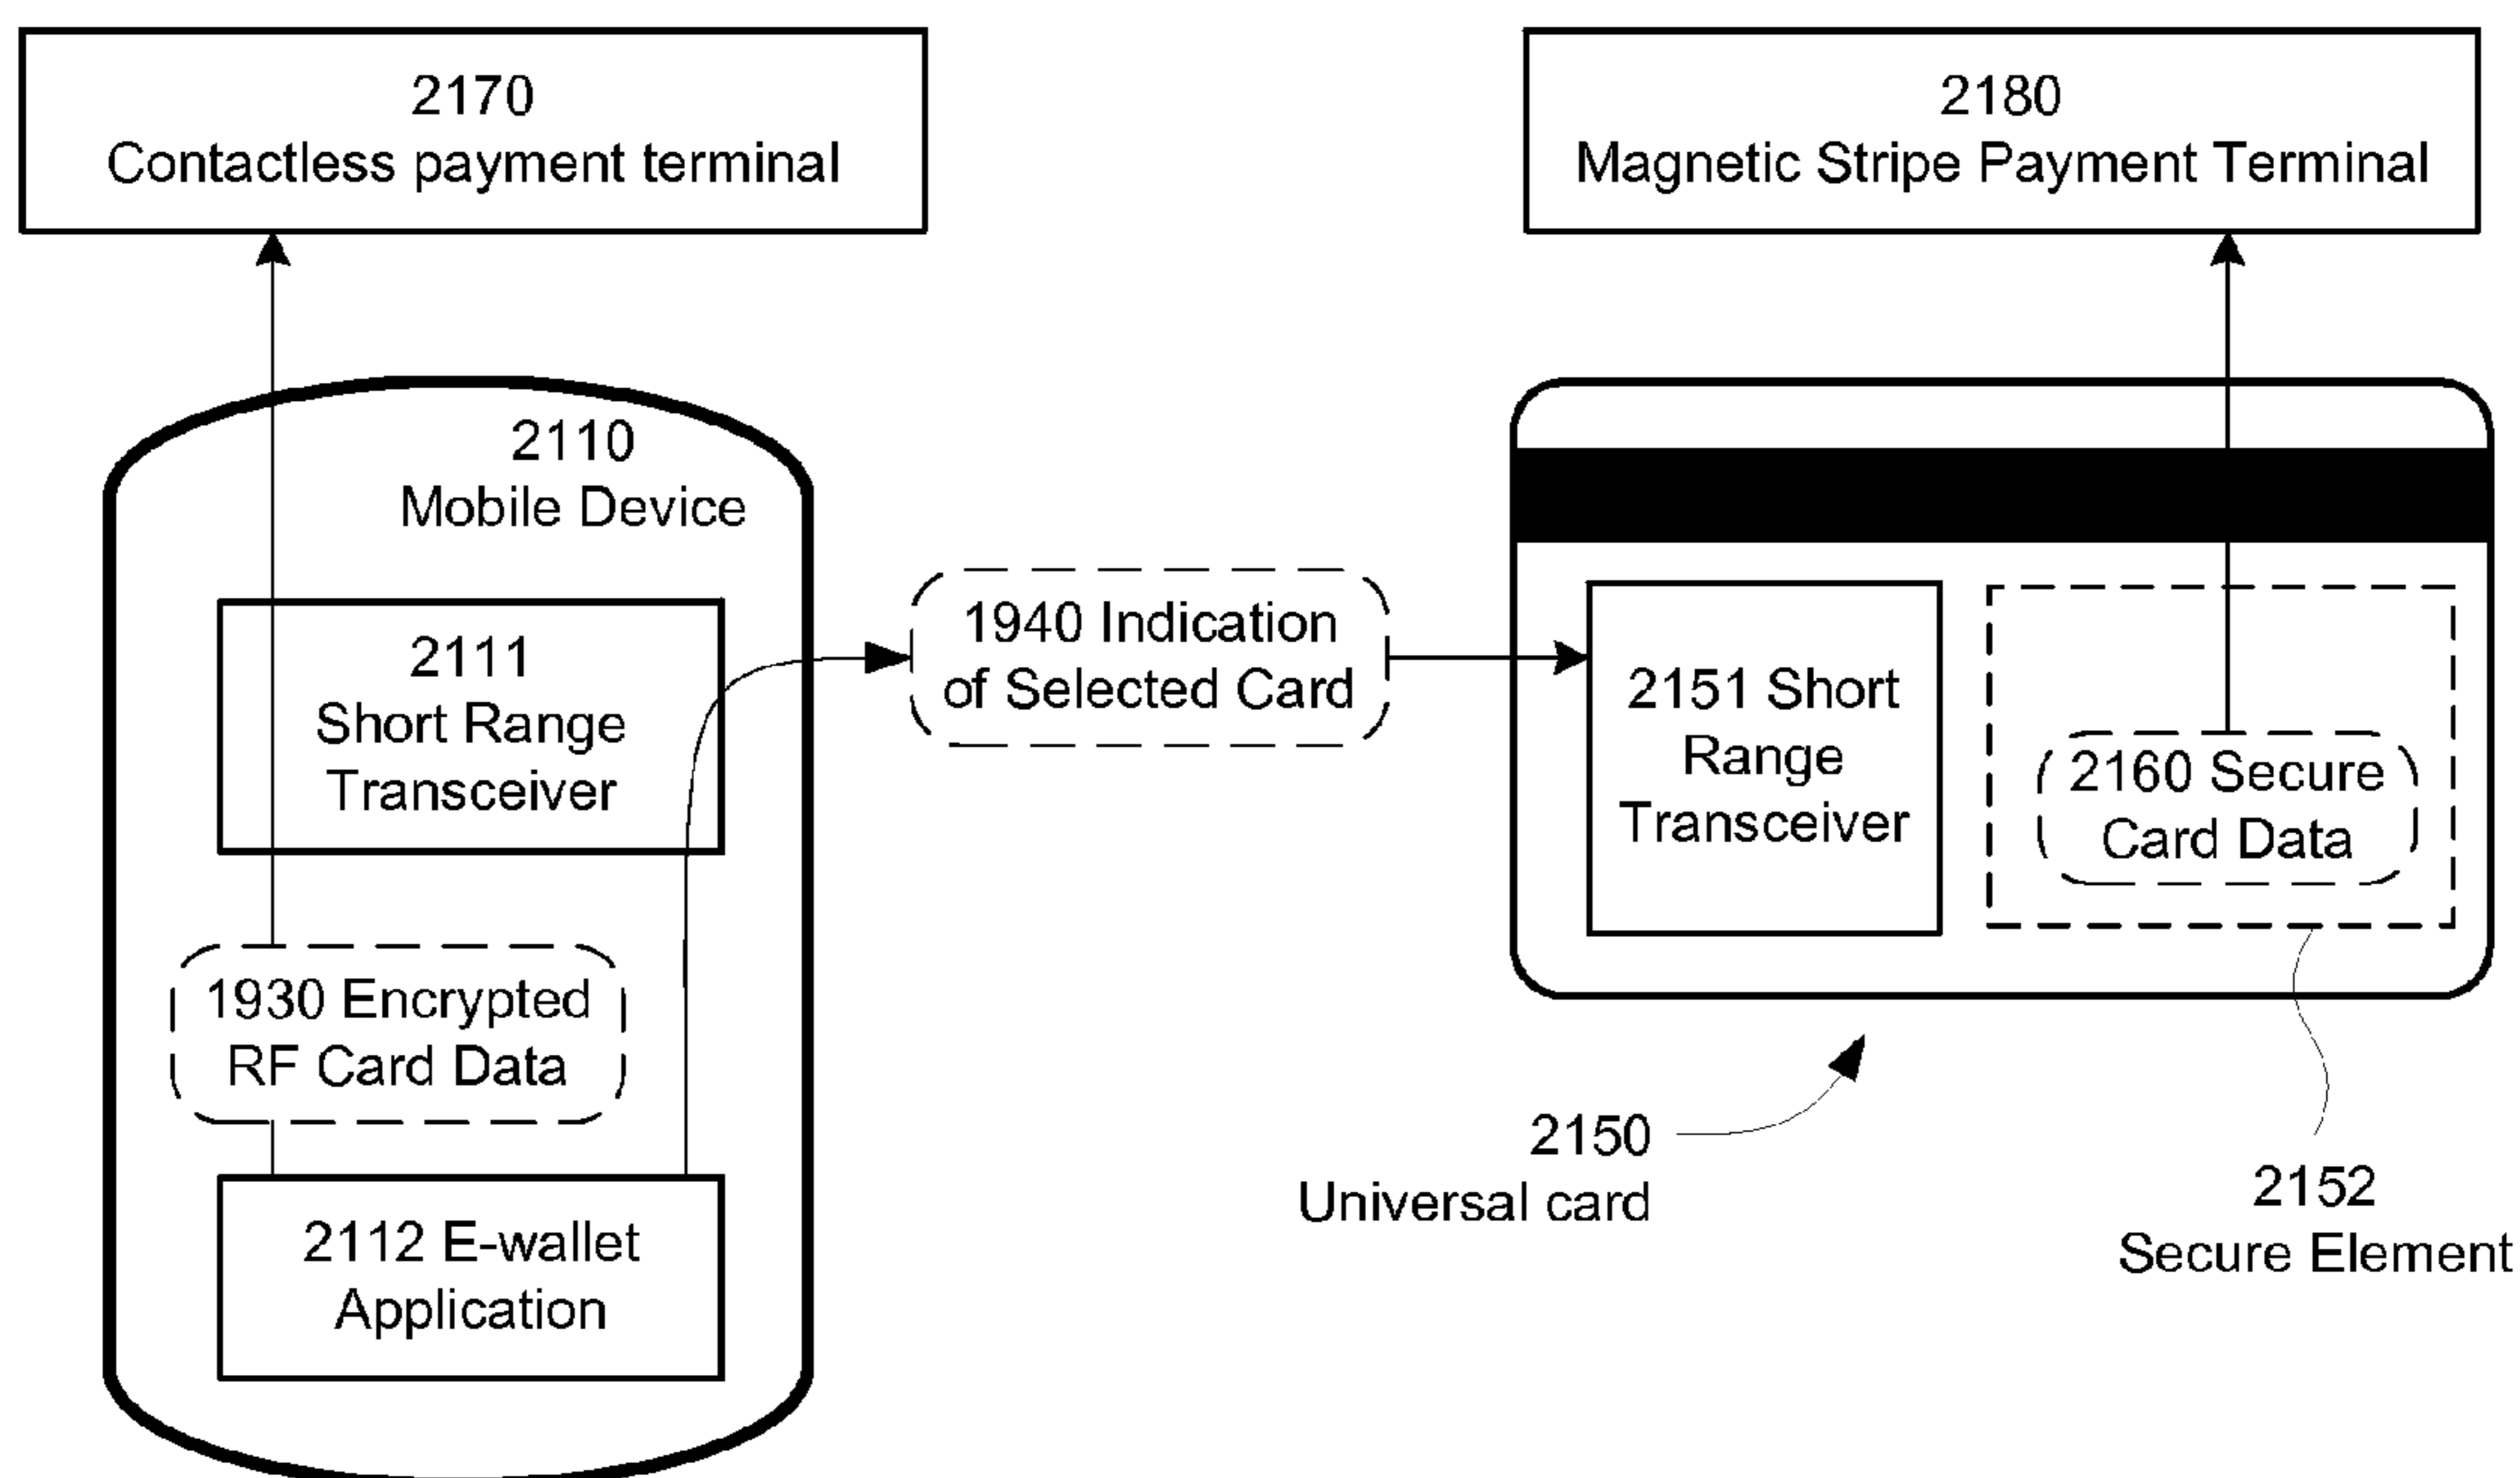 2170
Contactless payment terminal
2180
Magnetic Stripe Payment Terminal
2110
Mobile Device
2111
Short Range
Transceiver
1940 Indication
of Selected Card
2151 Short
Range
Transceiver
2160 Secure
Card Data
1930 Encrypted
RF Card Data
2112 E-wallet
Application
2150
Universal card
2152
Secure Element